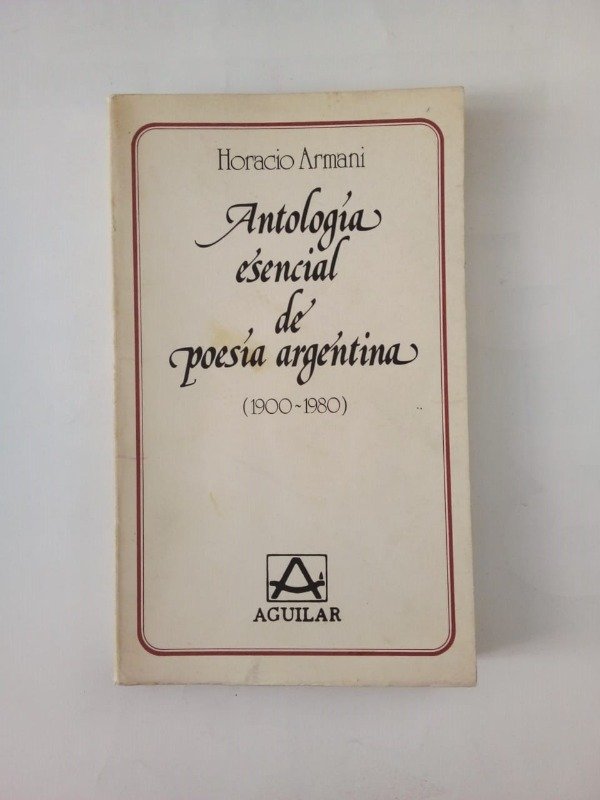 Horacio Armani
Antología
esencial
de
poesía argentina
(1900~1980)
AGUILAR